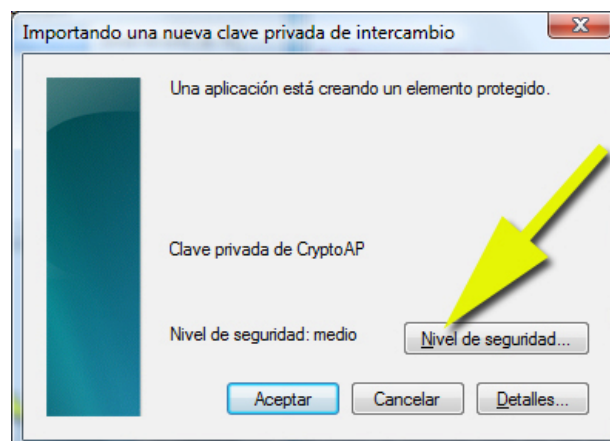 Importando una nueva clave privada de intercambio
Una aplicación está creando un elemento protegido.
Clave privada de CryptoAP
Nivel de seguridad: medio
Nivel de seguridad...
Aceptar
Cancelar
Detalles...